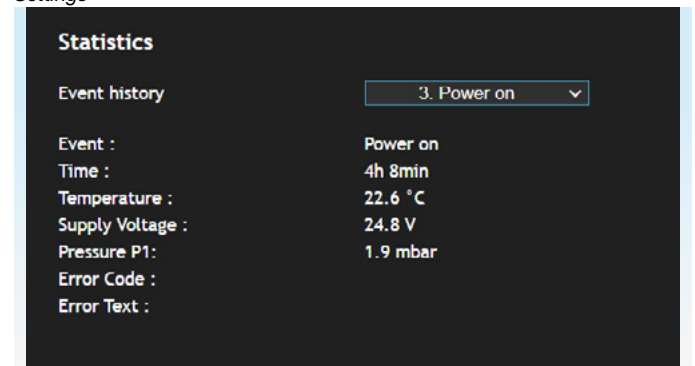 Settings
Statistics
Event history 3. Power on
Event : Power on
Time : 4h 8min
Temperature : 22.6 °C
Supply Voltage : 24.8 V
Pressure P1: 1.9 mbar
Error Code :
Error Text :